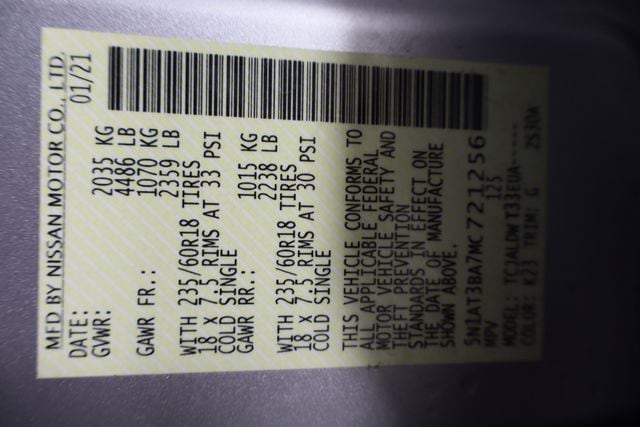 MFD BY NISSAN MOTOR CO., LTD.
DATE: 01/21
GVWR: 2035 KG
4486 LB
GAWR FR.: 1070 KG
2359 LB
WITH 235/60R18 TIRES
18 X 7.5 RIMS AT 33 PSI
COLD SINGLE
GAWR RR.: 1015 KG
2238 LB
WITH 235/60R18 TIRES
18 X 7.5 RIMS AT 30 PSI
COLD SINGLE
THIS VEHICLE CONFORMS TO
ALL APPLICABLE FEDERAL
MOTOR VEHICLE SAFETY AND
THEFT PREVENTION
STANDARDS IN EFFECT ON
THE DATE OF MANUFACTURE
SHOWN ABOVE.
5N1AT3BA7MC721256
MPV 125
MODEL: TCJALDWT33EUA-----
COLOR: K23 TRIM: G 2S30A